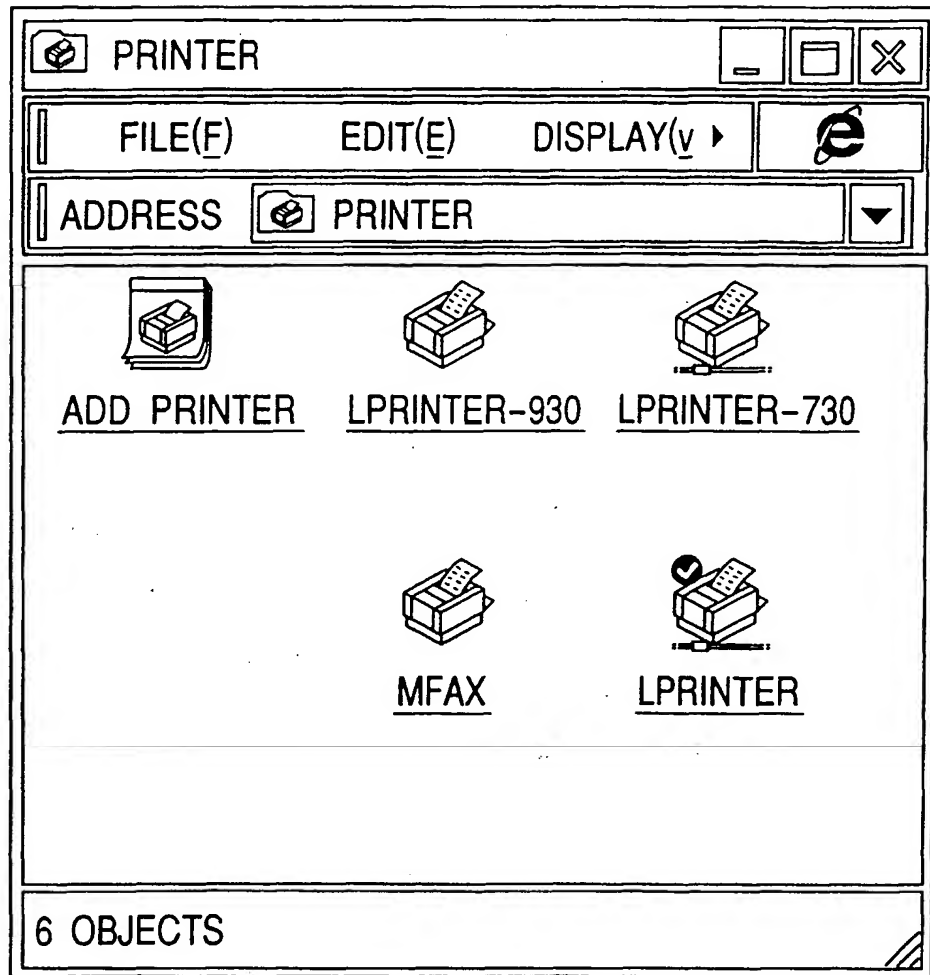 PRINTER
FILE(F) EDIT(E) DISPLAY(v
ADDRESS PRINTER
ADD PRINTER LPRINTER-930 LPRINTER-730
MFAX LPRINTER
6 OBJECTS